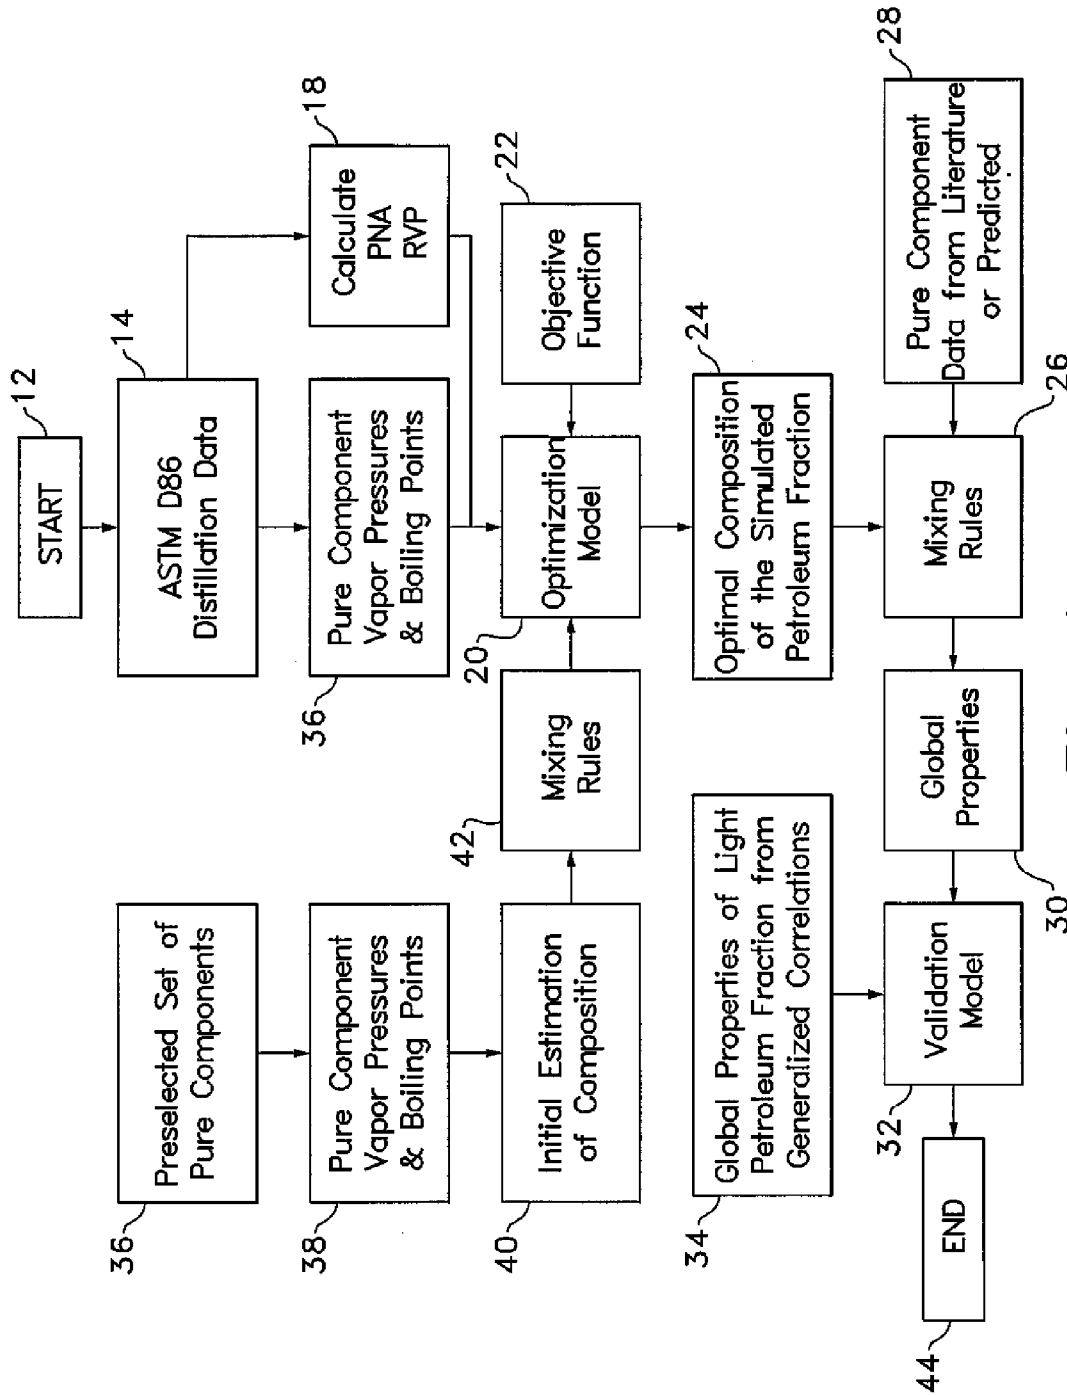 START
12
14
ASTM D86
Distillation Data
18
Calculate
PNA
RVP
36
Preselected Set of
Pure Components
36
Pure Component
Vapor Pressures
& Boiling Points
38
Pure Component
Vapor Pressures
& Boiling Points
22
Objective
Function
20
Optimization
Model
42
Mixing
Rules
40
Initial Estimation
of Composition
24
Optimal Composition
of the Simulated
Petroleum Fraction
34
Global Properties of Light
Petroleum Fraction from
Generalized Correlations
28
Pure Component
Data from Literature
or Predicted
26
Mixing
Rules
30
Global
Properties
32
Validation
Model
44
END